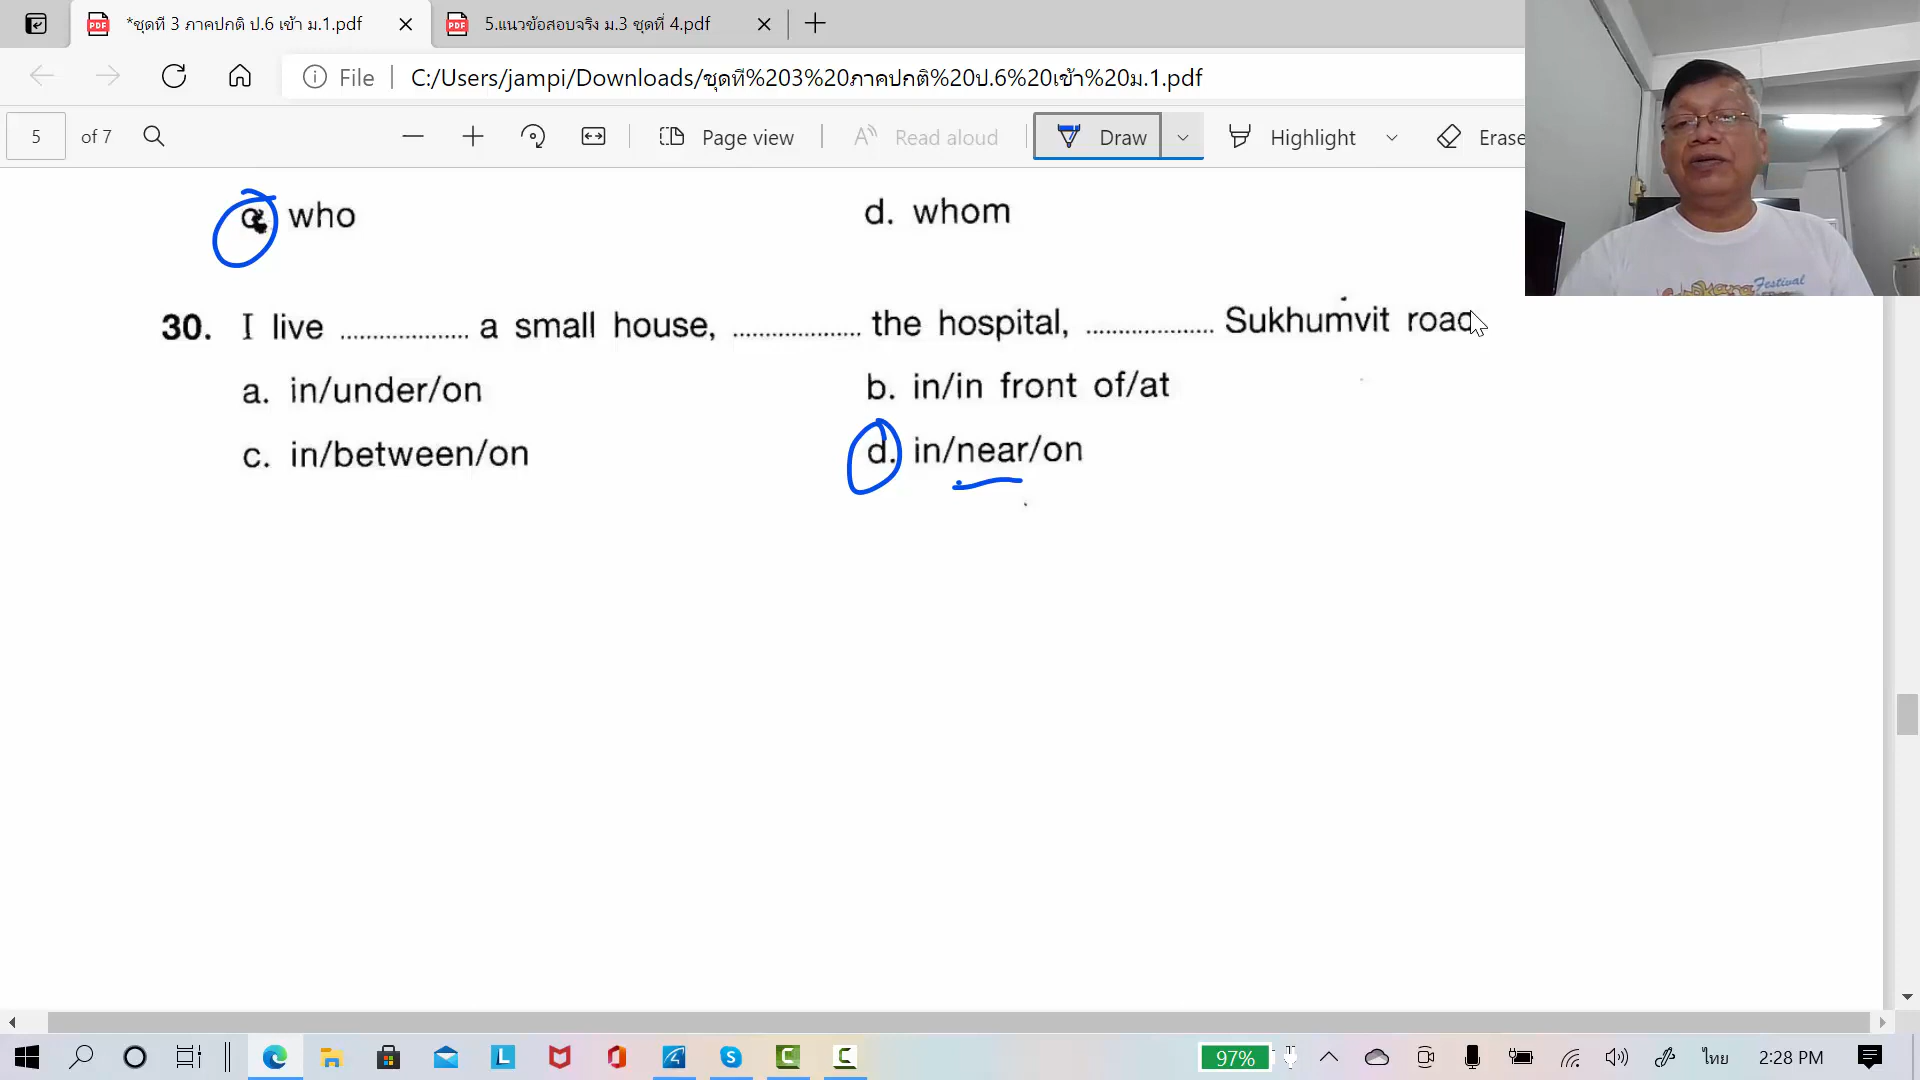 *ชุดที่ 3 ภาคปกติ ป.6 เข้า ม.1.pdf
5.แนวข้อสอบจริง ม.3 ชุดที่ 4.pdf
File
C:/Users/jampi/Downloads/ชุดที่%203%20ภาคปกติ%20ป.6%20เข้า%20ม.1.pdf
5 of 7
Page view
Read aloud
Draw
Highlight
Erase
Festival
c. who
d. whom
30. I live .................... a small house, .................... the hospital, .................... Sukhumvit road
a. in/under/on
b. in/in front of/at
c. in/between/on
d. in/near/on
97%
ไทย
2:28 PM